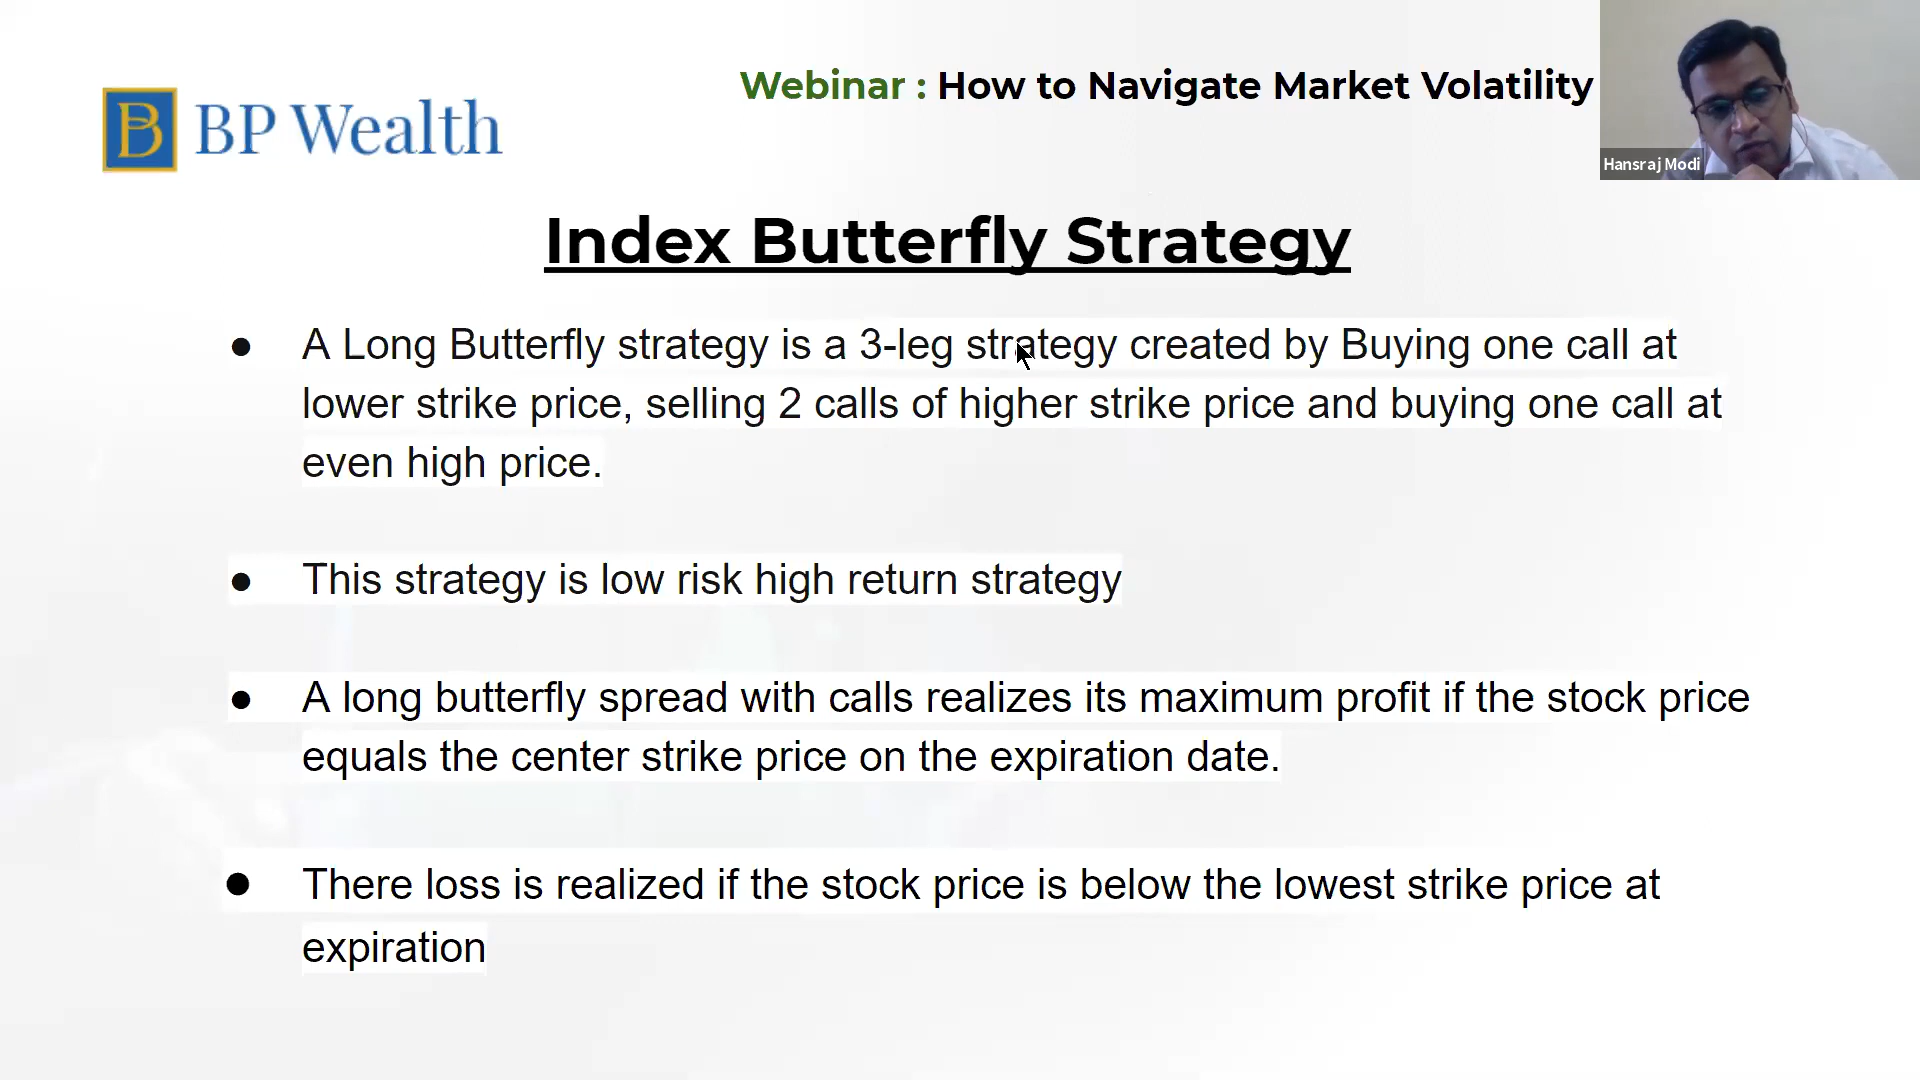 Webinar : How to Navigate Market Volatility
B BP Wealth
Hansraj Modi
Index Butterfly Strategy
● A Long Butterfly strategy is a 3-leg strategy created by Buying one call at
lower strike price, selling 2 calls of higher strike price and buying one call at
even high price.
● This strategy is low risk high return strategy
● A long butterfly spread with calls realizes its maximum profit if the stock price
equals the center strike price on the expiration date.
● There loss is realized if the stock price is below the lowest strike price at
expiration